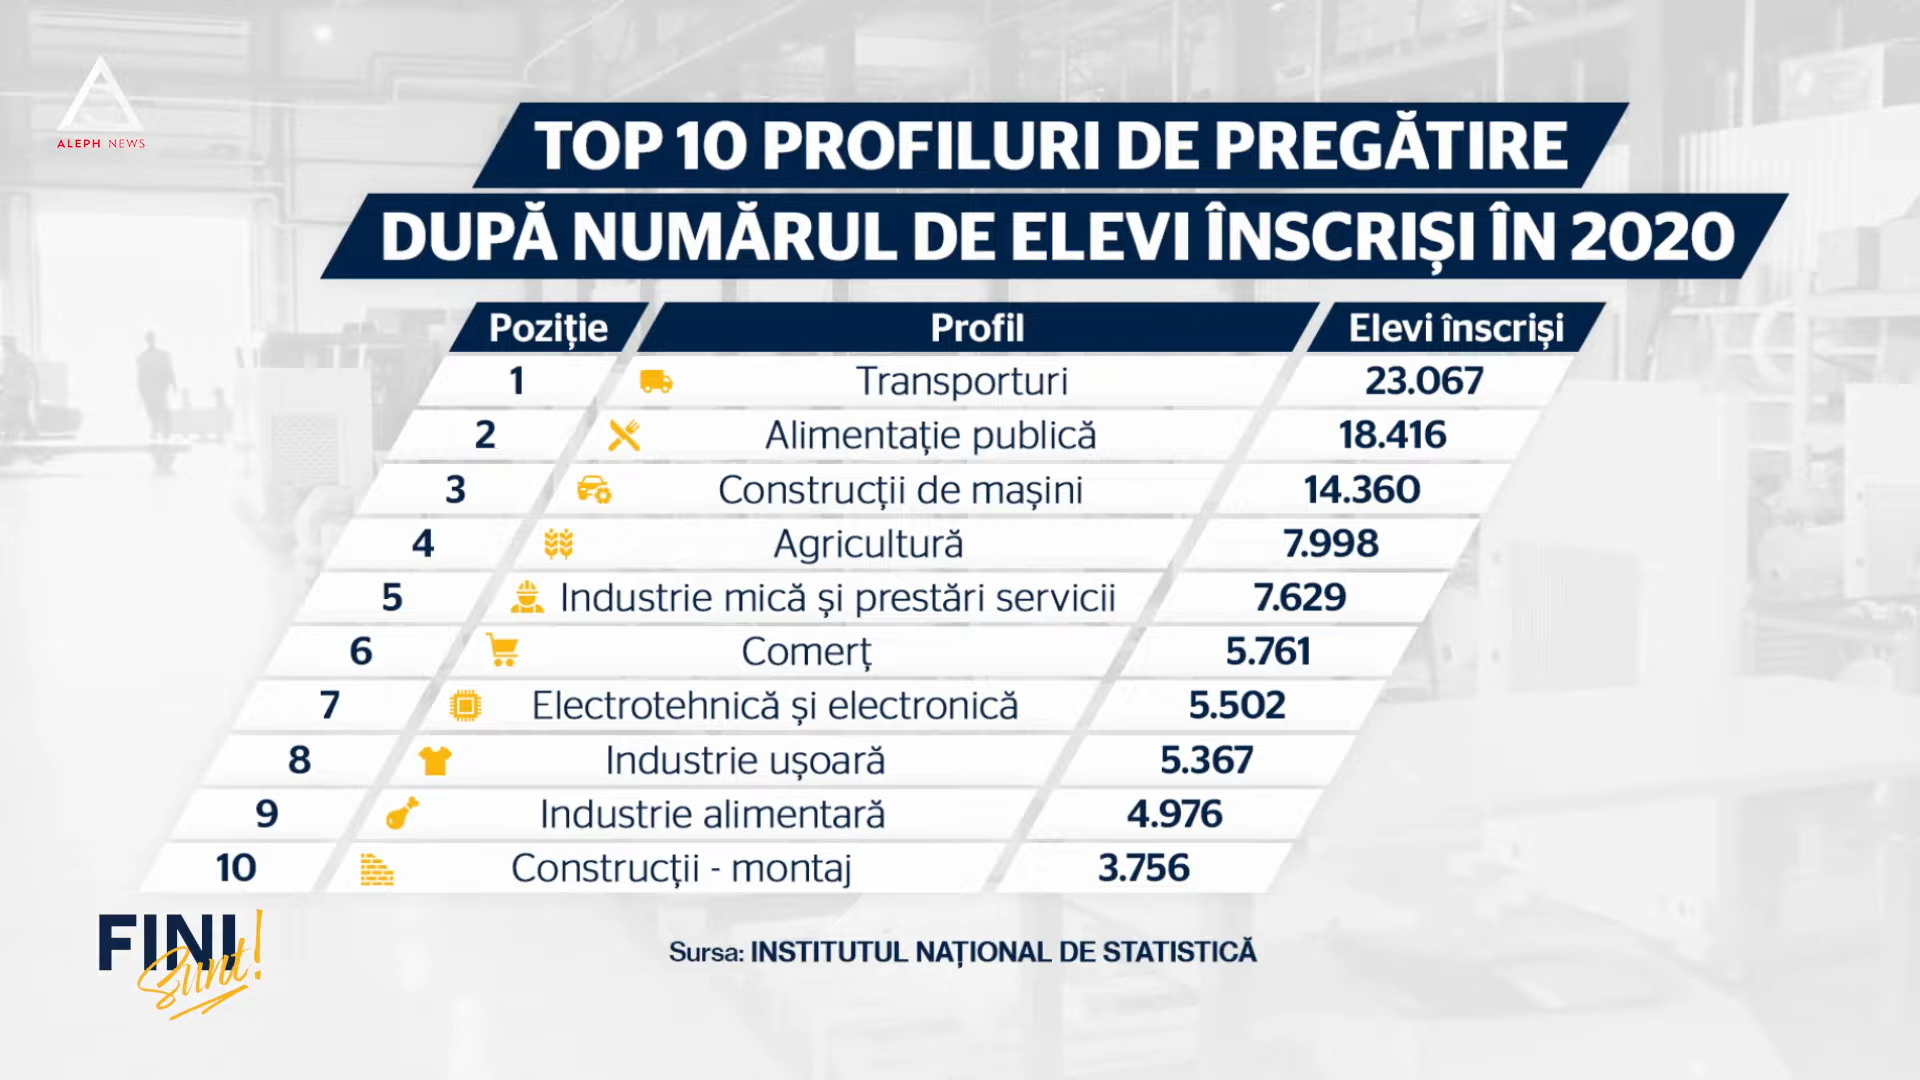 ALEPH NEWS
TOP 10 PROFILURI DE PREGĂTIRE
DUPĂ NUMĂRUL DE ELEVI ÎNSCRIȘI ÎN 2020
Poziție Profil Elevi înscriși
1 Transporturi 23.067
2 Alimentație publică 18.416
3 Construcții de mașini 14.360
4 Agricultură 7.998
5 Industrie mică și prestări servicii 7.629
6 Comerț 5.761
7 Electrotehnică și electronică 5.502
8 Industrie ușoară 5.367
9 Industrie alimentară 4.976
10 Construcții - montaj 3.756
FINI
Sunt!
Sursa: INSTITUTUL NAȚIONAL DE STATISTICĂ